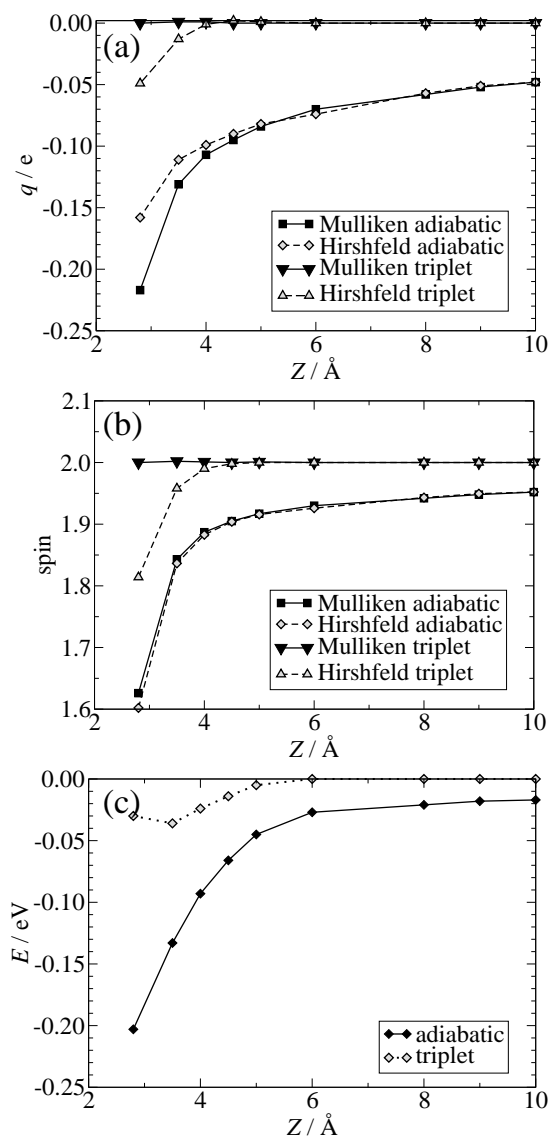 0.00
(a)
-0.05
-0.10
-0.15
-0.20
-0.25
q / e
Mulliken adiabatic
Hirshfeld adiabatic
Mulliken triplet
Hirshfeld triplet
2 4 6 8 10
Z / Å
2.1
(b)
2.0
1.9
1.8
1.7
1.6
spin
Mulliken adiabatic
Hirshfeld adiabatic
Mulliken triplet
Hirshfeld triplet
2 4 6 8 10
Z / Å
0.00
(c)
-0.05
-0.10
-0.15
-0.20
-0.25
E / eV
adiabatic
triplet
2 4 6 8 10
Z / Å